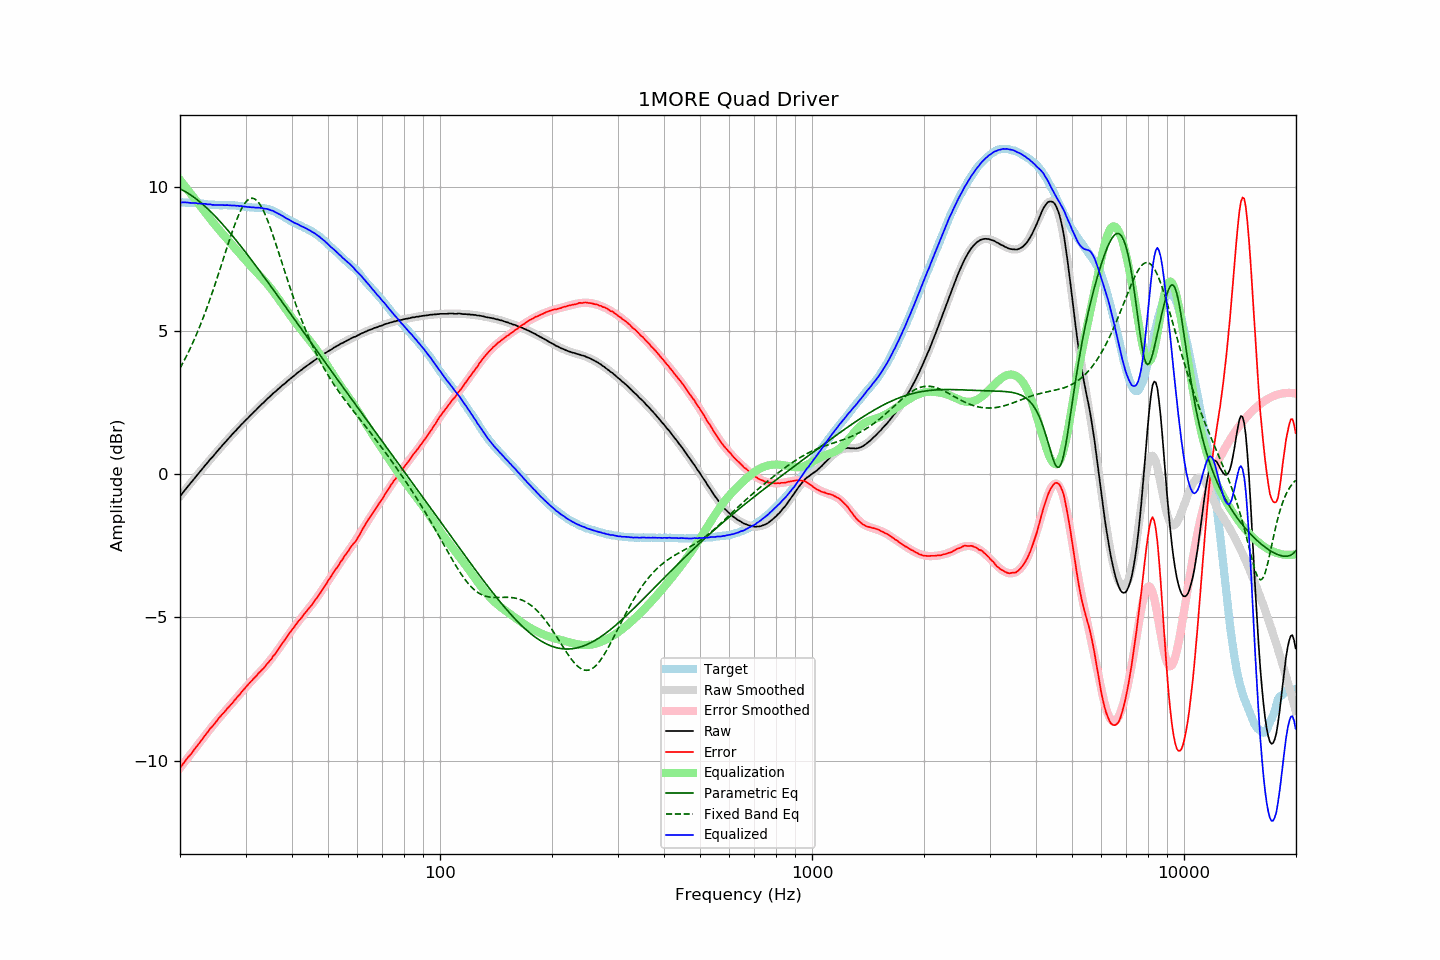 1MORE Quad Driver
Amplitude (dBr)
10
5
0
−5
−10
Target
Raw Smoothed
Error Smoothed
Raw
Error
Equalization
Parametric Eq
Fixed Band Eq
Equalized
100
1000
10000
Frequency (Hz)